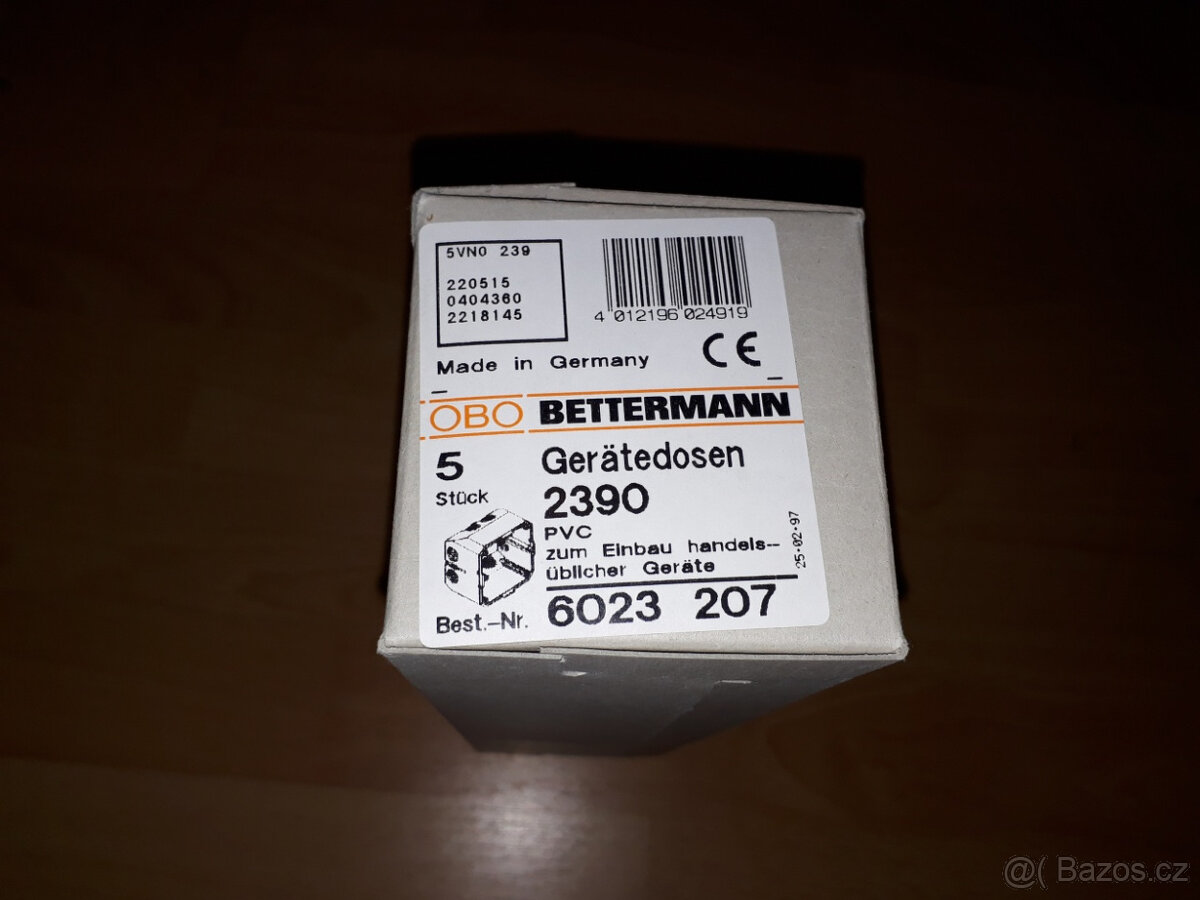 5VN0 239
220515
0404360
2218145
4 012196 024919
Made in Germany
CE
OBO BETTERMANN
5 Gerätedosen
Stück 2390
PVC
zum Einbau handels-
üblicher Geräte
25.02.97
Best.-Nr. 6023 207
@( Bazos.cz